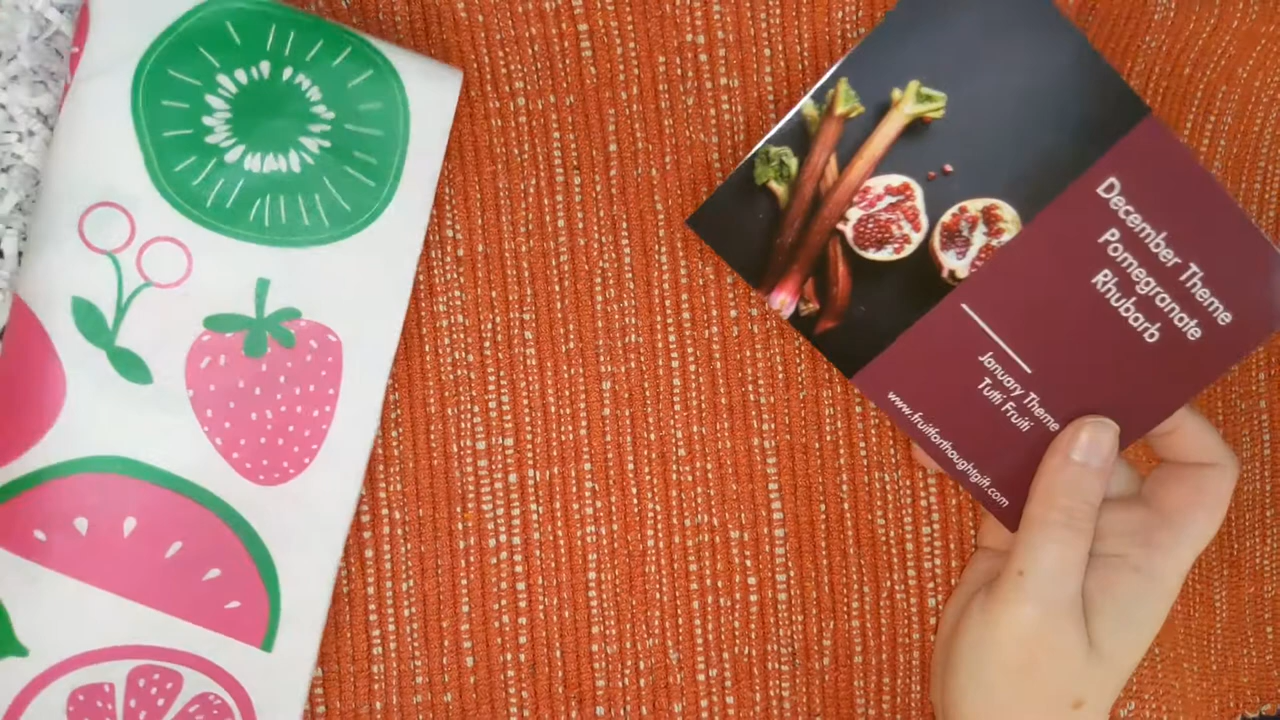 December Theme
Pomegranate
Rhubarb
January Theme
Tutti Fruiti
www.fruitforthoughtgift.com